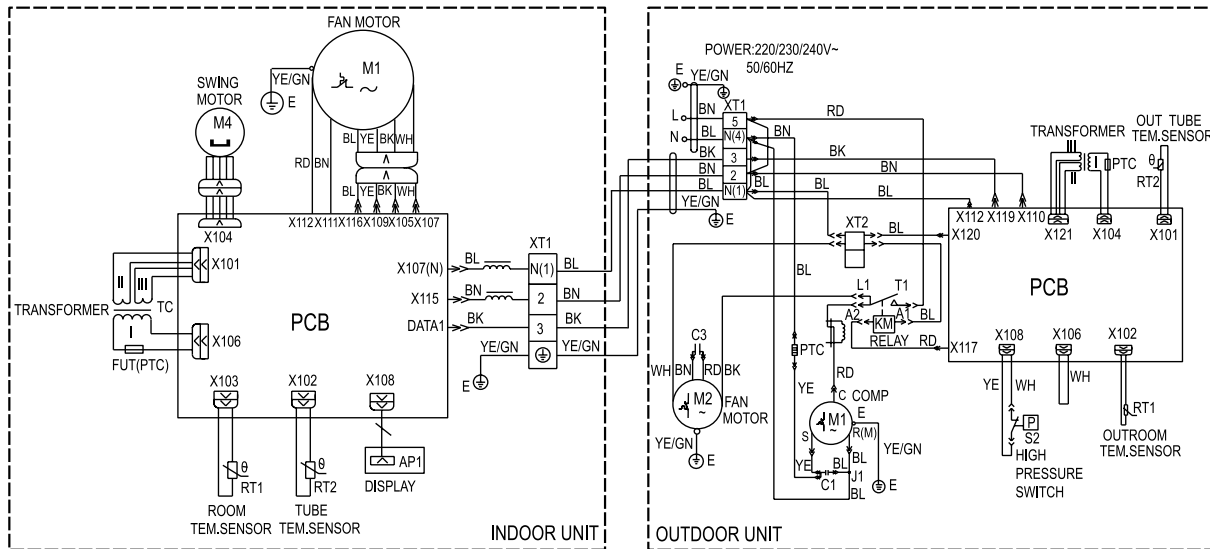 FAN MOTOR
M1
YE/GN
E
SWING
MOTOR
M4
BL YE BK WH
RD BN
BL YE BK WH
X104
X112 X111 X116 X109 X105 X107
X101
II III
TRANSFORMER
TC
I
X106
FUT(PTC)
PCB
X107(N)
BL
X115
BN
DATA1
BK
YE/GN
E
XT1
N(1)
2
3
BL
BN
BK
YE/GN
X103
X102
X108
θ
RT1
ROOM
TEM.SENSOR
θ
RT2
TUBE
TEM.SENSOR
AP1
DISPLAY
INDOOR UNIT
POWER:220/230/240V~
50/60HZ
E
YE/GN
XT1
L
BN
5
RD
N
BL
N(4)
BN
BK
3
BK
BN
2
BN
BL
N(1)
BL
BL
BL
YE/GN
E
XT2
BL
BL
L1
T1
A2
A1
KM
BL
RELAY
RD
PTC
YE
RD
C3
WH BN RD BK
M2
~
FAN
MOTOR
YE/GN
E
C COMP
M1
~
E
S
R(M)
YE
BL
BL
C1
J1
BL
YE/GN
E
TRANSFORMER
III
I
II
PTC
OUT TUBE
TEM.SENSOR
θ
RT2
X112 X119 X110
X120
X121
X104
X101
PCB
X117
X108
X106
X102
YE
WH
WH
P
S2
HIGH
PRESSURE
SWITCH
θ
RT1
OUTROOM
TEM.SENSOR
OUTDOOR UNIT